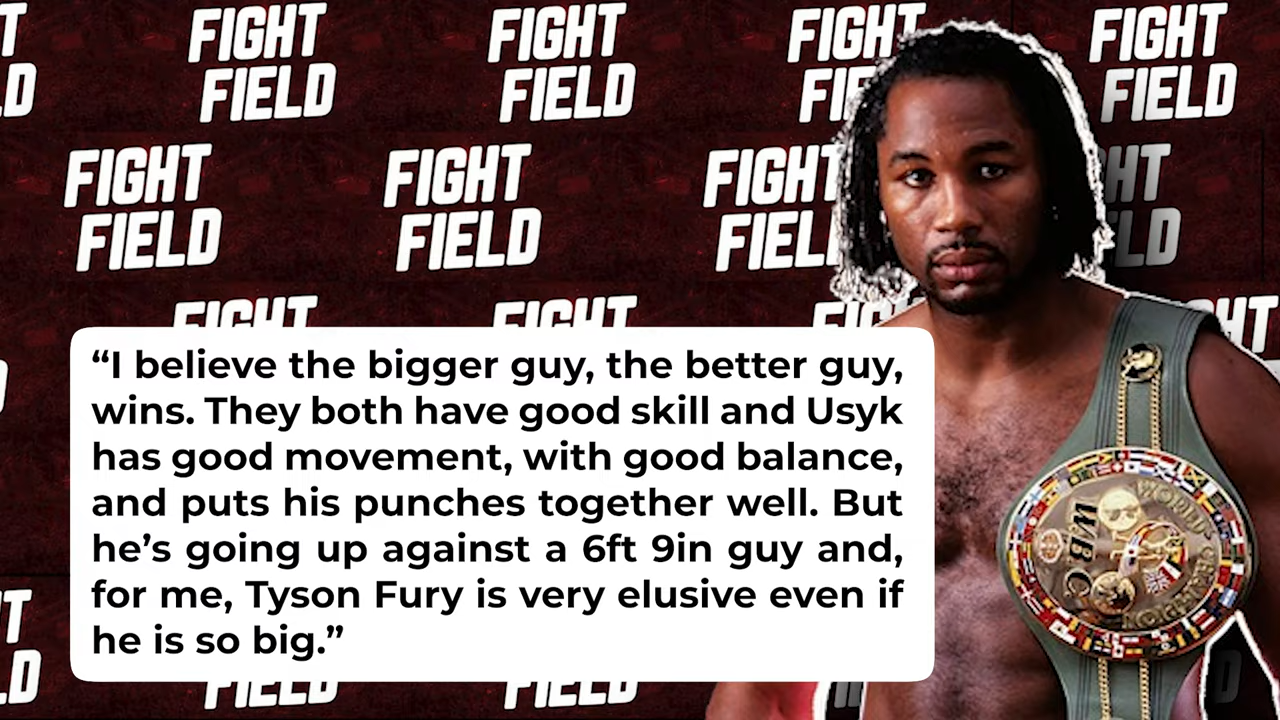 FIGHT
FIELD
FIGHT
FIELD
FIGHT
FIELD
FIGHT
FIELD
FIGHT
FIELD
FIGHT
FIELD
FIGHT
FIELD
“I believe the bigger guy, the better guy,
wins. They both have good skill and Usyk
has good movement, with good balance,
and puts his punches together well. But
he’s going up against a 6ft 9in guy and,
for me, Tyson Fury is very elusive even if
he is so big.”
WBC